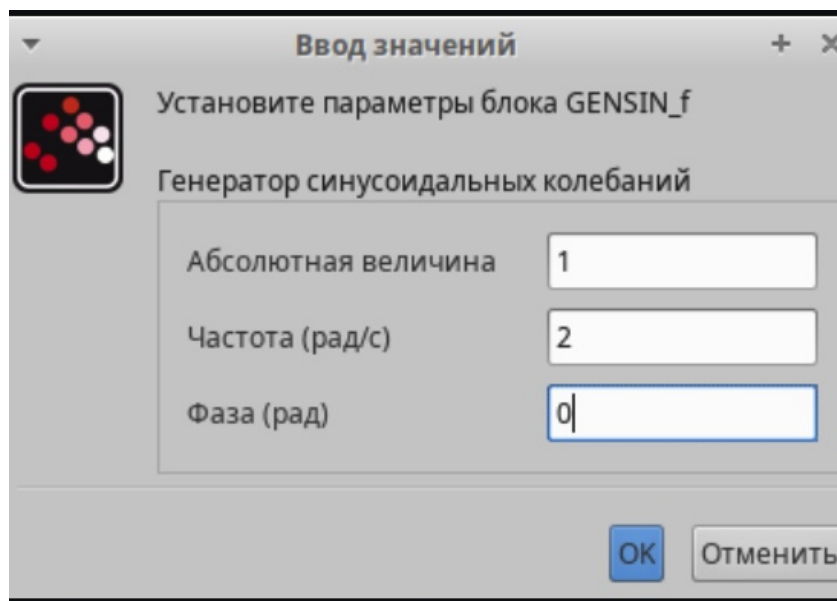 Ввод значений
Установите параметры блока GENSIN_f
Генератор синусоидальных колебаний
Абсолютная величина 1
Частота (рад/с) 2
Фаза (рад) 0
OK Отменить